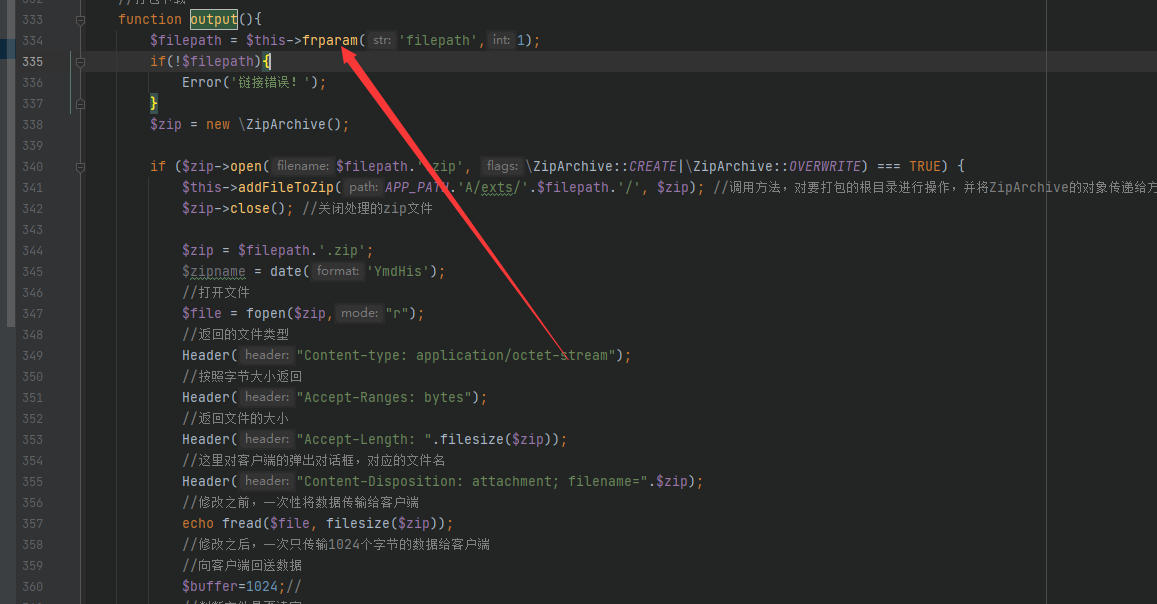 333 function output(){
334 $filepath = $this->frparam( str: 'filepath', int: 1);
335 if(!$filepath){
336 Error('链接错误! ');
337 }
338 $zip = new \ZipArchive();
339
340 if ($zip->open( filename: $filepath.'.zip', flags: \ZipArchive::CREATE|\ZipArchive::OVERWRITE) === TRUE) {
341 $this->addFileToZip( path: APP_PATH.'A/exts/'.$filepath.'/', $zip); //调用方法，对要打包的根目录进行操作，并将ZipArchive的对象传递给方
342 $zip->close(); //关闭处理的zip文件
343
344 $zip = $filepath.'.zip';
345 $zipname = date( format: 'YmdHis');
346 //打开文件
347 $file = fopen($zip, mode: "r");
348 //返回的文件类型
349 Header( header: "Content-type: application/octet-stream");
350 //按照字节大小返回
351 Header( header: "Accept-Ranges: bytes");
352 //返回文件的大小
353 Header( header: "Accept-Length: ".filesize($zip));
354 //这里对客户端的弹出对话框，对应的文件名
355 Header( header: "Content-Disposition: attachment; filename=".$zip);
356 //修改之前，一次性将数据传输给客户端
357 echo fread($file, filesize($zip));
358 //修改之后，一次只传输1024个字节的数据给客户端
359 //向客户端回送数据
360 $buffer=1024;//